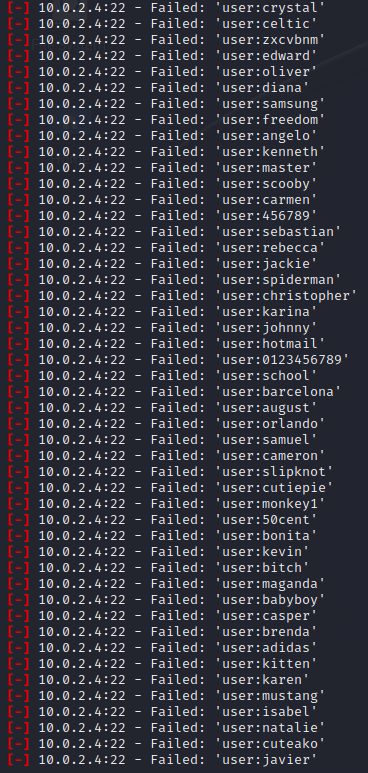 [-] 10.0.2.4:22 - Failed: 'user:crystal'
[-] 10.0.2.4:22 - Failed: 'user:celtic'
[-] 10.0.2.4:22 - Failed: 'user:zxcvbnm'
[-] 10.0.2.4:22 - Failed: 'user:edward'
[-] 10.0.2.4:22 - Failed: 'user:oliver'
[-] 10.0.2.4:22 - Failed: 'user:diana'
[-] 10.0.2.4:22 - Failed: 'user:samsung'
[-] 10.0.2.4:22 - Failed: 'user:freedom'
[-] 10.0.2.4:22 - Failed: 'user:angelo'
[-] 10.0.2.4:22 - Failed: 'user:kenneth'
[-] 10.0.2.4:22 - Failed: 'user:master'
[-] 10.0.2.4:22 - Failed: 'user:scooby'
[-] 10.0.2.4:22 - Failed: 'user:carmen'
[-] 10.0.2.4:22 - Failed: 'user:456789'
[-] 10.0.2.4:22 - Failed: 'user:sebastian'
[-] 10.0.2.4:22 - Failed: 'user:rebecca'
[-] 10.0.2.4:22 - Failed: 'user:jackie'
[-] 10.0.2.4:22 - Failed: 'user:spiderman'
[-] 10.0.2.4:22 - Failed: 'user:christopher'
[-] 10.0.2.4:22 - Failed: 'user:karina'
[-] 10.0.2.4:22 - Failed: 'user:johnny'
[-] 10.0.2.4:22 - Failed: 'user:hotmail'
[-] 10.0.2.4:22 - Failed: 'user:0123456789'
[-] 10.0.2.4:22 - Failed: 'user:school'
[-] 10.0.2.4:22 - Failed: 'user:barcelona'
[-] 10.0.2.4:22 - Failed: 'user:august'
[-] 10.0.2.4:22 - Failed: 'user:orlando'
[-] 10.0.2.4:22 - Failed: 'user:samuel'
[-] 10.0.2.4:22 - Failed: 'user:cameron'
[-] 10.0.2.4:22 - Failed: 'user:slipknot'
[-] 10.0.2.4:22 - Failed: 'user:cutiepie'
[-] 10.0.2.4:22 - Failed: 'user:monkey1'
[-] 10.0.2.4:22 - Failed: 'user:50cent'
[-] 10.0.2.4:22 - Failed: 'user:bonita'
[-] 10.0.2.4:22 - Failed: 'user:kevin'
[-] 10.0.2.4:22 - Failed: 'user:bitch'
[-] 10.0.2.4:22 - Failed: 'user:maganda'
[-] 10.0.2.4:22 - Failed: 'user:babyboy'
[-] 10.0.2.4:22 - Failed: 'user:casper'
[-] 10.0.2.4:22 - Failed: 'user:brenda'
[-] 10.0.2.4:22 - Failed: 'user:adidas'
[-] 10.0.2.4:22 - Failed: 'user:kitten'
[-] 10.0.2.4:22 - Failed: 'user:karen'
[-] 10.0.2.4:22 - Failed: 'user:mustang'
[-] 10.0.2.4:22 - Failed: 'user:isabel'
[-] 10.0.2.4:22 - Failed: 'user:natalie'
[-] 10.0.2.4:22 - Failed: 'user:cuteako'
[-] 10.0.2.4:22 - Failed: 'user:javier'